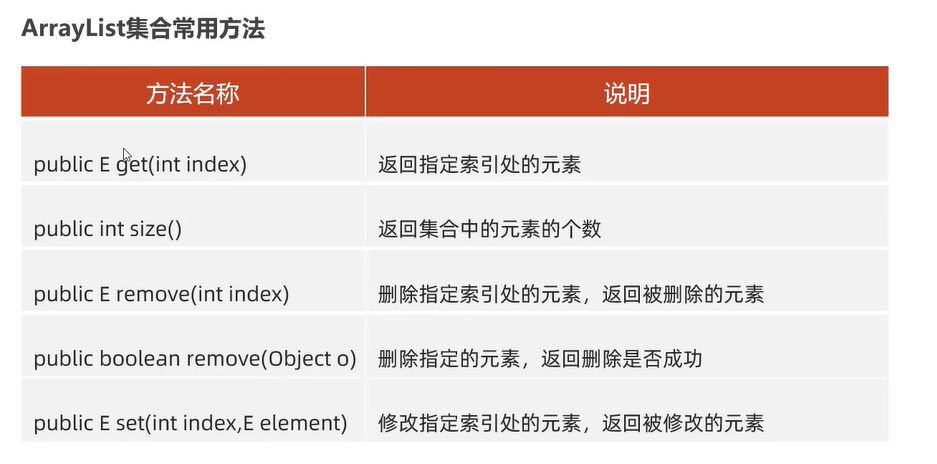 ArrayList集合常用方法
方法名称 说明
public E get(int index) 返回指定索引处的元素
public int size() 返回集合中的元素的个数
public E remove(int index) 删除指定索引处的元素，返回被删除的元素
public boolean remove(Object o) 删除指定的元素，返回删除是否成功
public E set(int index,E element) 修改指定索引处的元素，返回被修改的元素